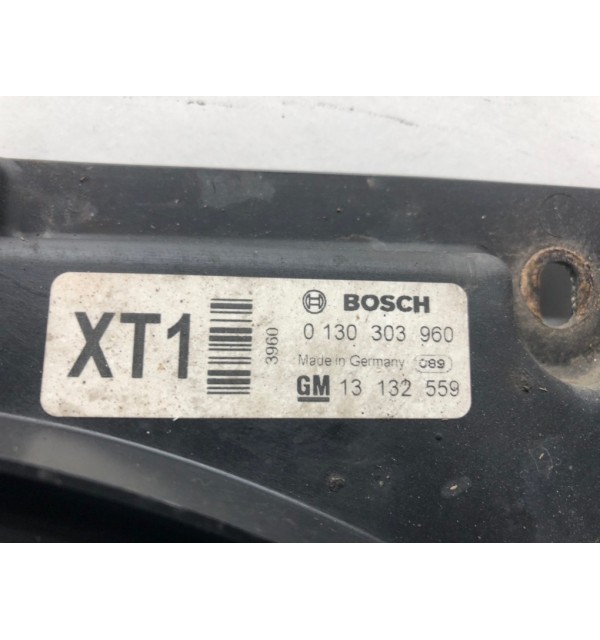 XT1
3960
BOSCH
0 130 303 960
Made in Germany 089
GM 13 132 559